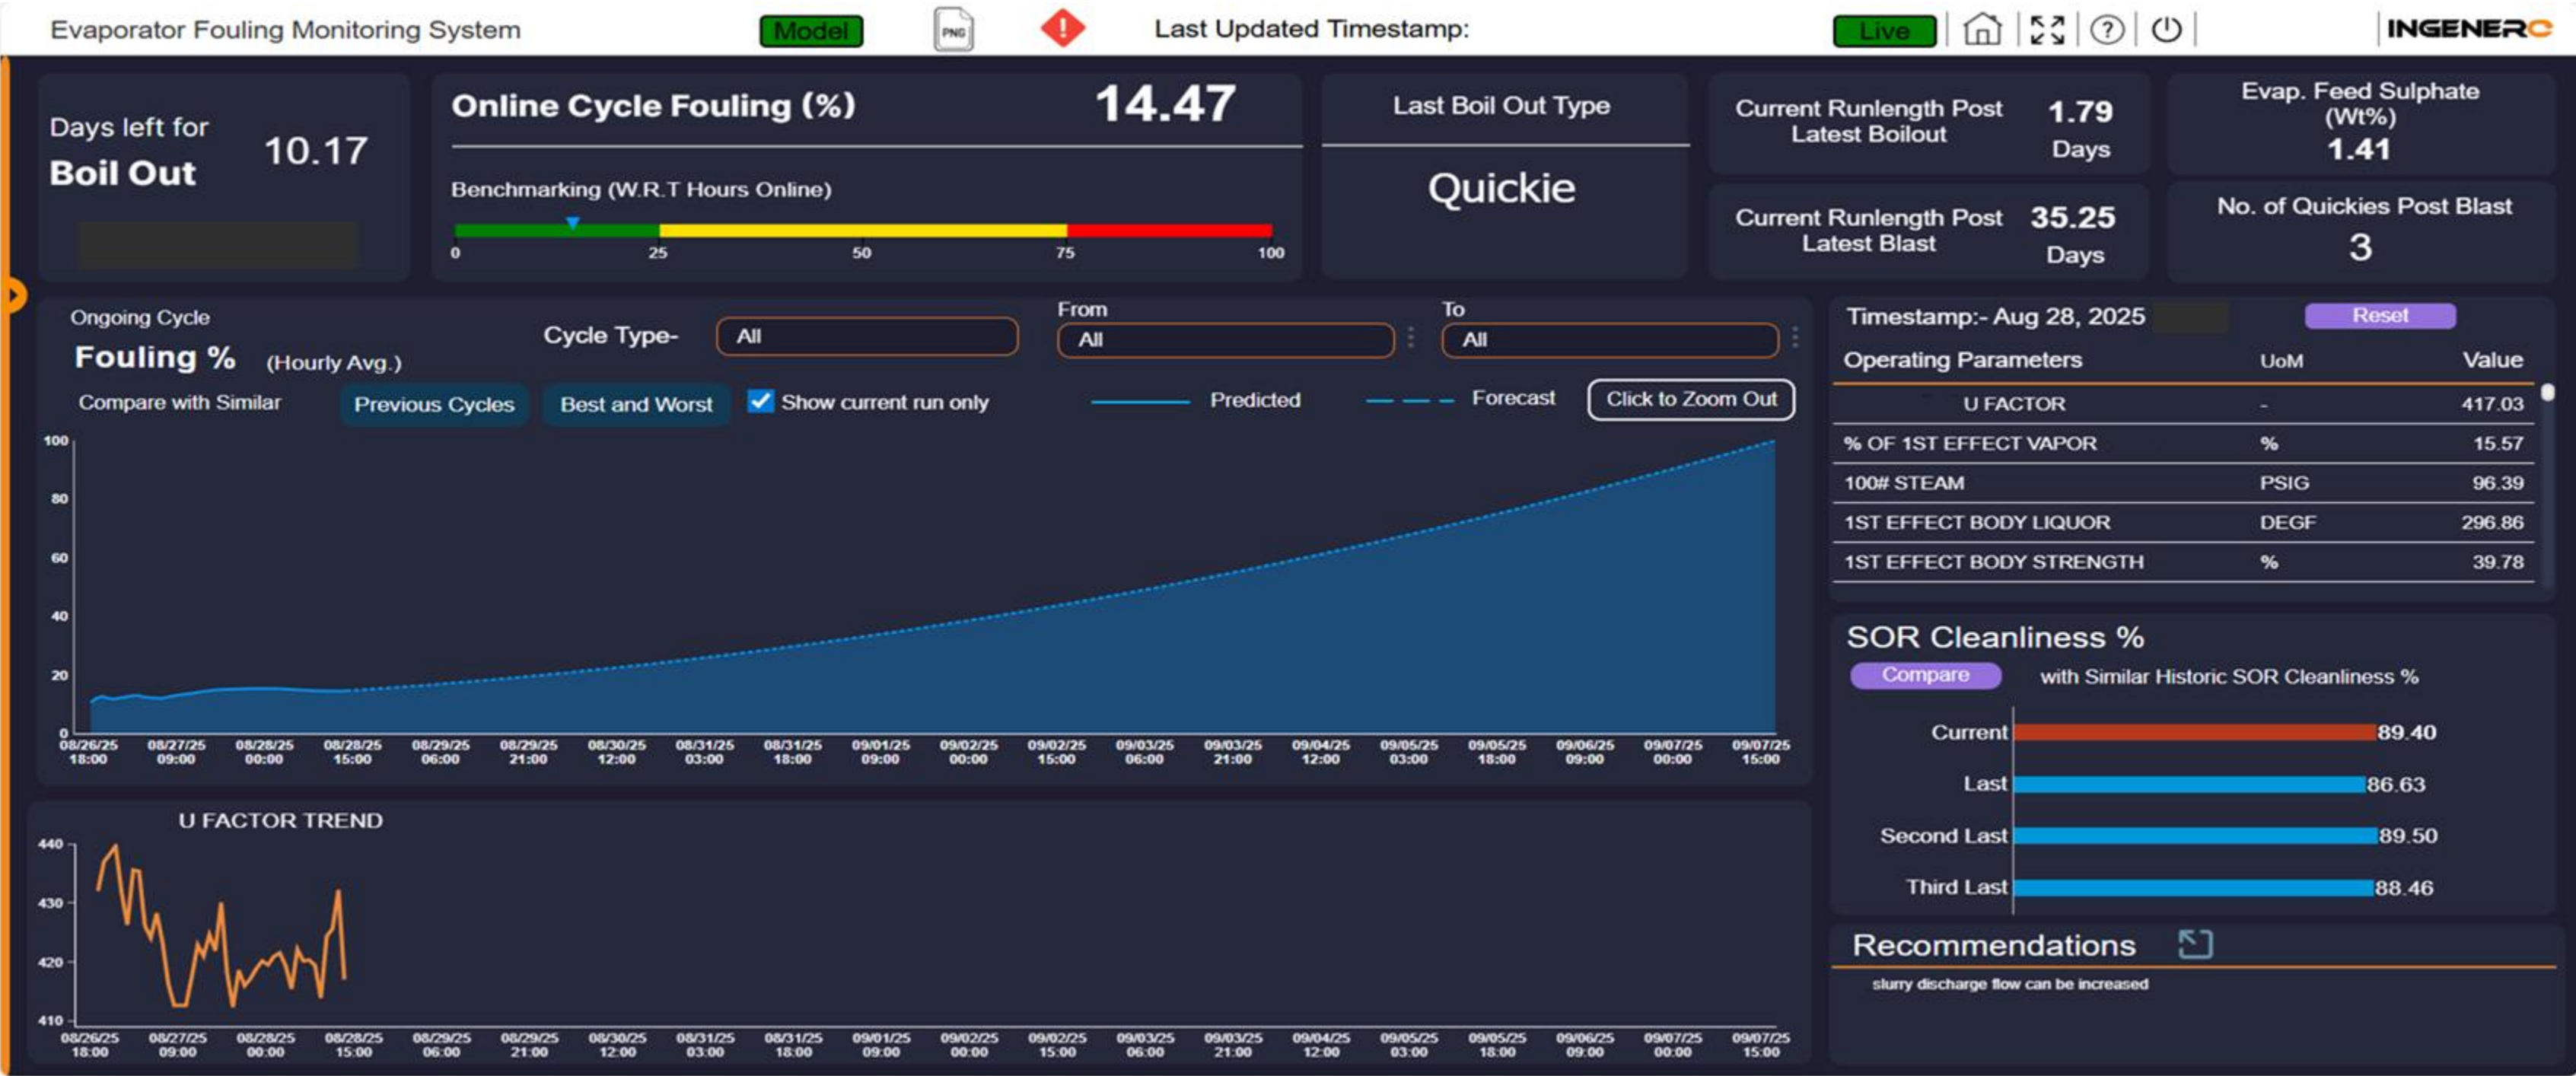 Evaporator Fouling Monitoring System
Model
PNG
!
Last Updated Timestamp:
Live
?
INGENERO
Days left for
Boil Out
10.17
Online Cycle Fouling (%)
14.47
Benchmarking (W.R.T Hours Online)
0 25 50 75 100
Last Boil Out Type
Quickie
Current Runlength Post
Latest Boilout
1.79
Days
Current Runlength Post
Latest Blast
35.25
Days
Evap. Feed Sulphate
(Wt%)
1.41
No. of Quickies Post Blast
3
Ongoing Cycle
Fouling % (Hourly Avg.)
Cycle Type-
All
From
All
To
All
Compare with Similar
Previous Cycles
Best and Worst
Show current run only
Predicted
Forecast
Click to Zoom Out
100
80
60
40
20
0
08/26/25 08/27/25 08/28/25 08/28/25 08/29/25 08/29/25 08/30/25 08/31/25 08/31/25 09/01/25 09/02/25 09/02/25 09/03/25 09/03/25 09/04/25 09/05/25 09/05/25 09/06/25 09/07/25 09/07/25
18:00 09:00 00:00 15:00 06:00 21:00 12:00 03:00 18:00 09:00 00:00 15:00 06:00 21:00 12:00 03:00 18:00 09:00 00:00 15:00
U FACTOR TREND
440
430
420
410
08/26/25 08/27/25 08/28/25 08/28/25 08/29/25 08/29/25 08/30/25 08/31/25 08/31/25 09/01/25 09/02/25 09/02/25 09/03/25 09/03/25 09/04/25 09/05/25 09/05/25 09/06/25 09/07/25 09/07/25
18:00 09:00 00:00 15:00 06:00 21:00 12:00 03:00 18:00 09:00 00:00 15:00 06:00 21:00 12:00 03:00 18:00 09:00 00:00 15:00
Timestamp:- Aug 28, 2025
Reset
Operating Parameters UoM Value
U FACTOR - 417.03
% OF 1ST EFFECT VAPOR % 15.57
100# STEAM PSIG 96.39
1ST EFFECT BODY LIQUOR DEGF 296.86
1ST EFFECT BODY STRENGTH % 39.78
SOR Cleanliness %
Compare
with Similar Historic SOR Cleanliness %
Current 89.40
Last 86.63
Second Last 89.50
Third Last 88.46
Recommendations
slurry discharge flow can be increased